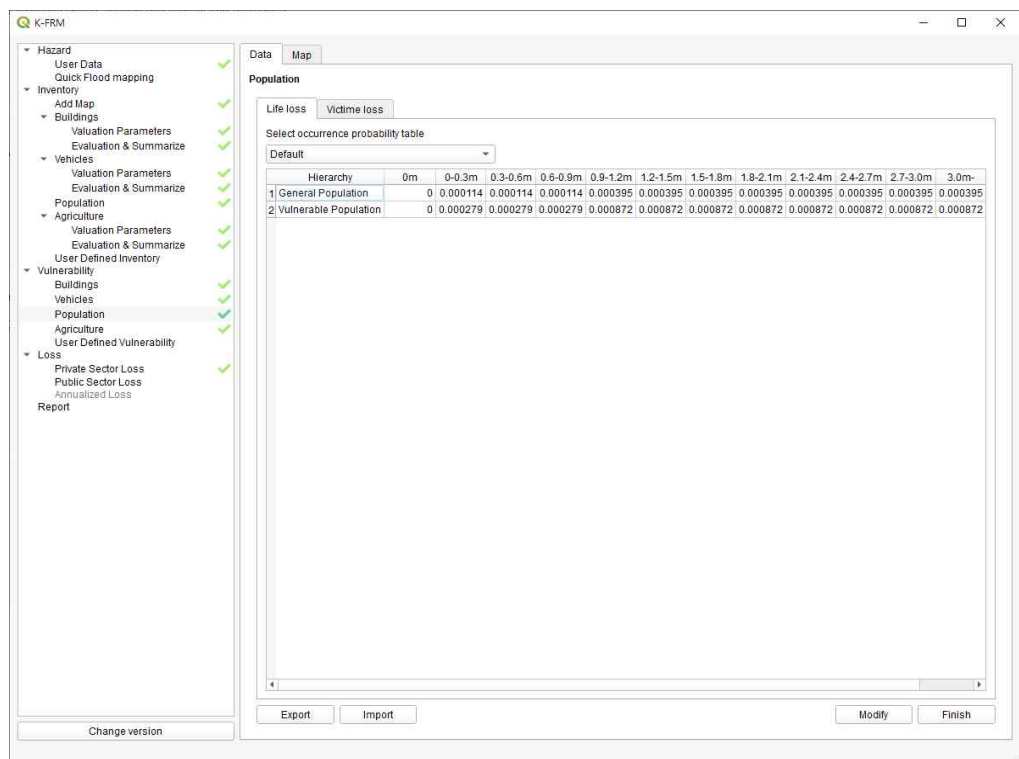 K-FRM
Hazard
User Data
Quick Flood mapping
Inventory
Add Map
Buildings
Valuation Parameters
Evaluation & Summarize
Vehicles
Valuation Parameters
Evaluation & Summarize
Population
Agriculture
Valuation Parameters
Evaluation & Summarize
User Defined Inventory
Vulnerability
Buildings
Vehicles
Population
Agriculture
User Defined Vulnerability
Loss
Private Sector Loss
Public Sector Loss
Annualized Loss
Report
Change version
Data Map
Population
Life loss Victime loss
Select occurrence probability table
Default
Hierarchy 0m 0-0.3m 0.3-0.6m 0.6-0.9m 0.9-1.2m 1.2-1.5m 1.5-1.8m 1.8-2.1m 2.1-2.4m 2.4-2.7m 2.7-3.0m 3.0m-
1 General Population 0 0.000114 0.000114 0.000114 0.000395 0.000395 0.000395 0.000395 0.000395 0.000395 0.000395 0.000395
2 Vulnerable Population 0 0.000279 0.000279 0.000279 0.000872 0.000872 0.000872 0.000872 0.000872 0.000872 0.000872 0.000872
Export Import Modify Finish